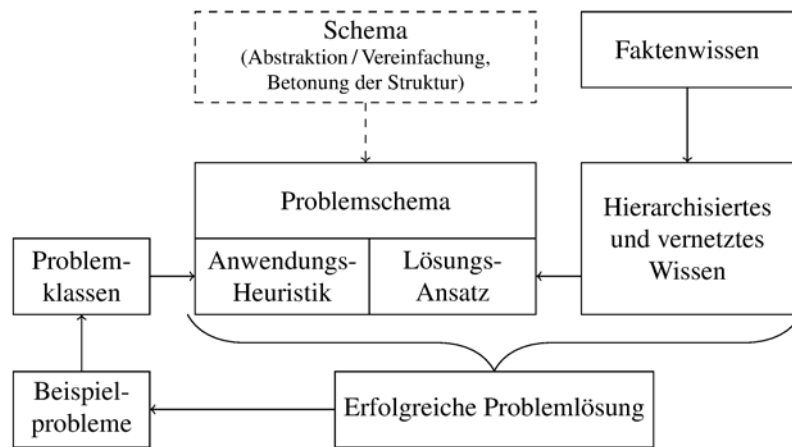 Schema
(Abstraktion / Vereinfachung,
Betonung der Struktur)
Faktenwissen
Problemschema
Anwendungs-
Heuristik
Lösungs-
Ansatz
Hierarchisiertes
und vernetztes
Wissen
Problem-
klassen
Beispiel-
probleme
Erfolgreiche Problemlösung